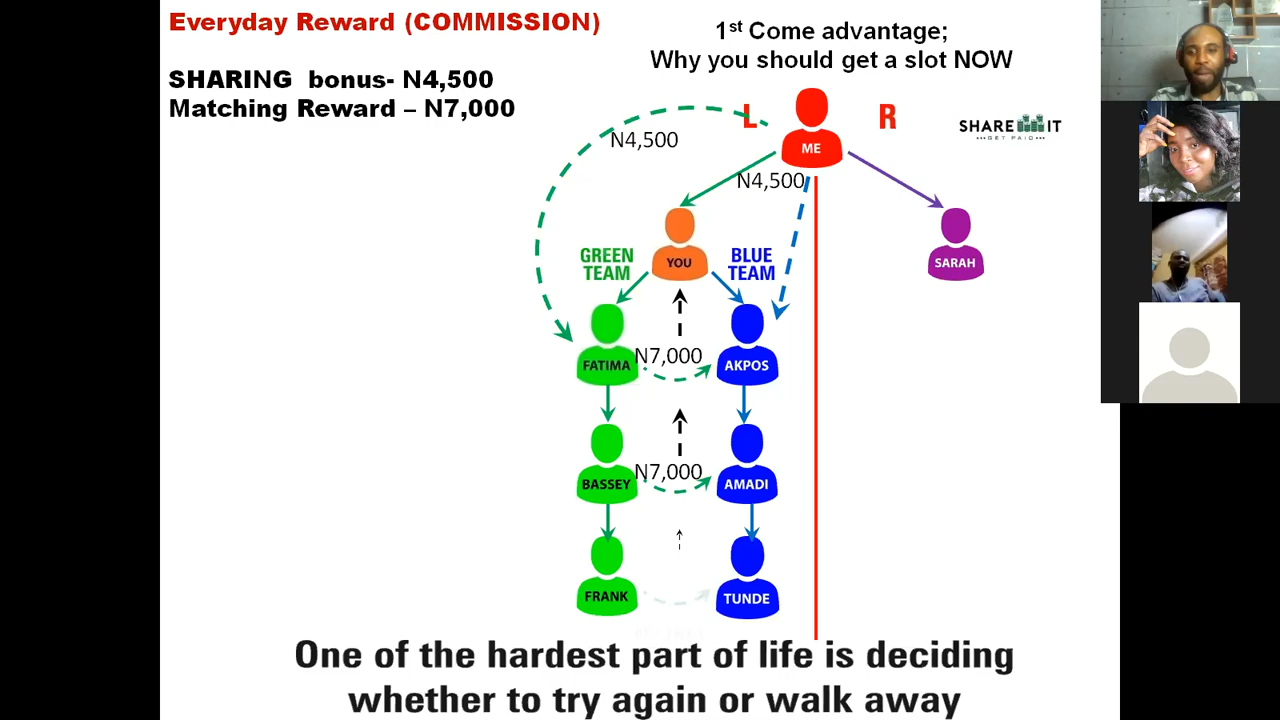 Everyday Reward (COMMISSION)
SHARING bonus- N4,500
Matching Reward – N7,000
1st Come advantage;
Why you should get a slot NOW
L
R
ME
SHARE IT
GET PAID
N4,500
N4,500
YOU
SARAH
GREEN TEAM
BLUE TEAM
FATIMA
N7,000
AKPOS
BASSEY
N7,000
AMADI
FRANK
TUNDE
One of the hardest part of life is deciding
whether to try again or walk away